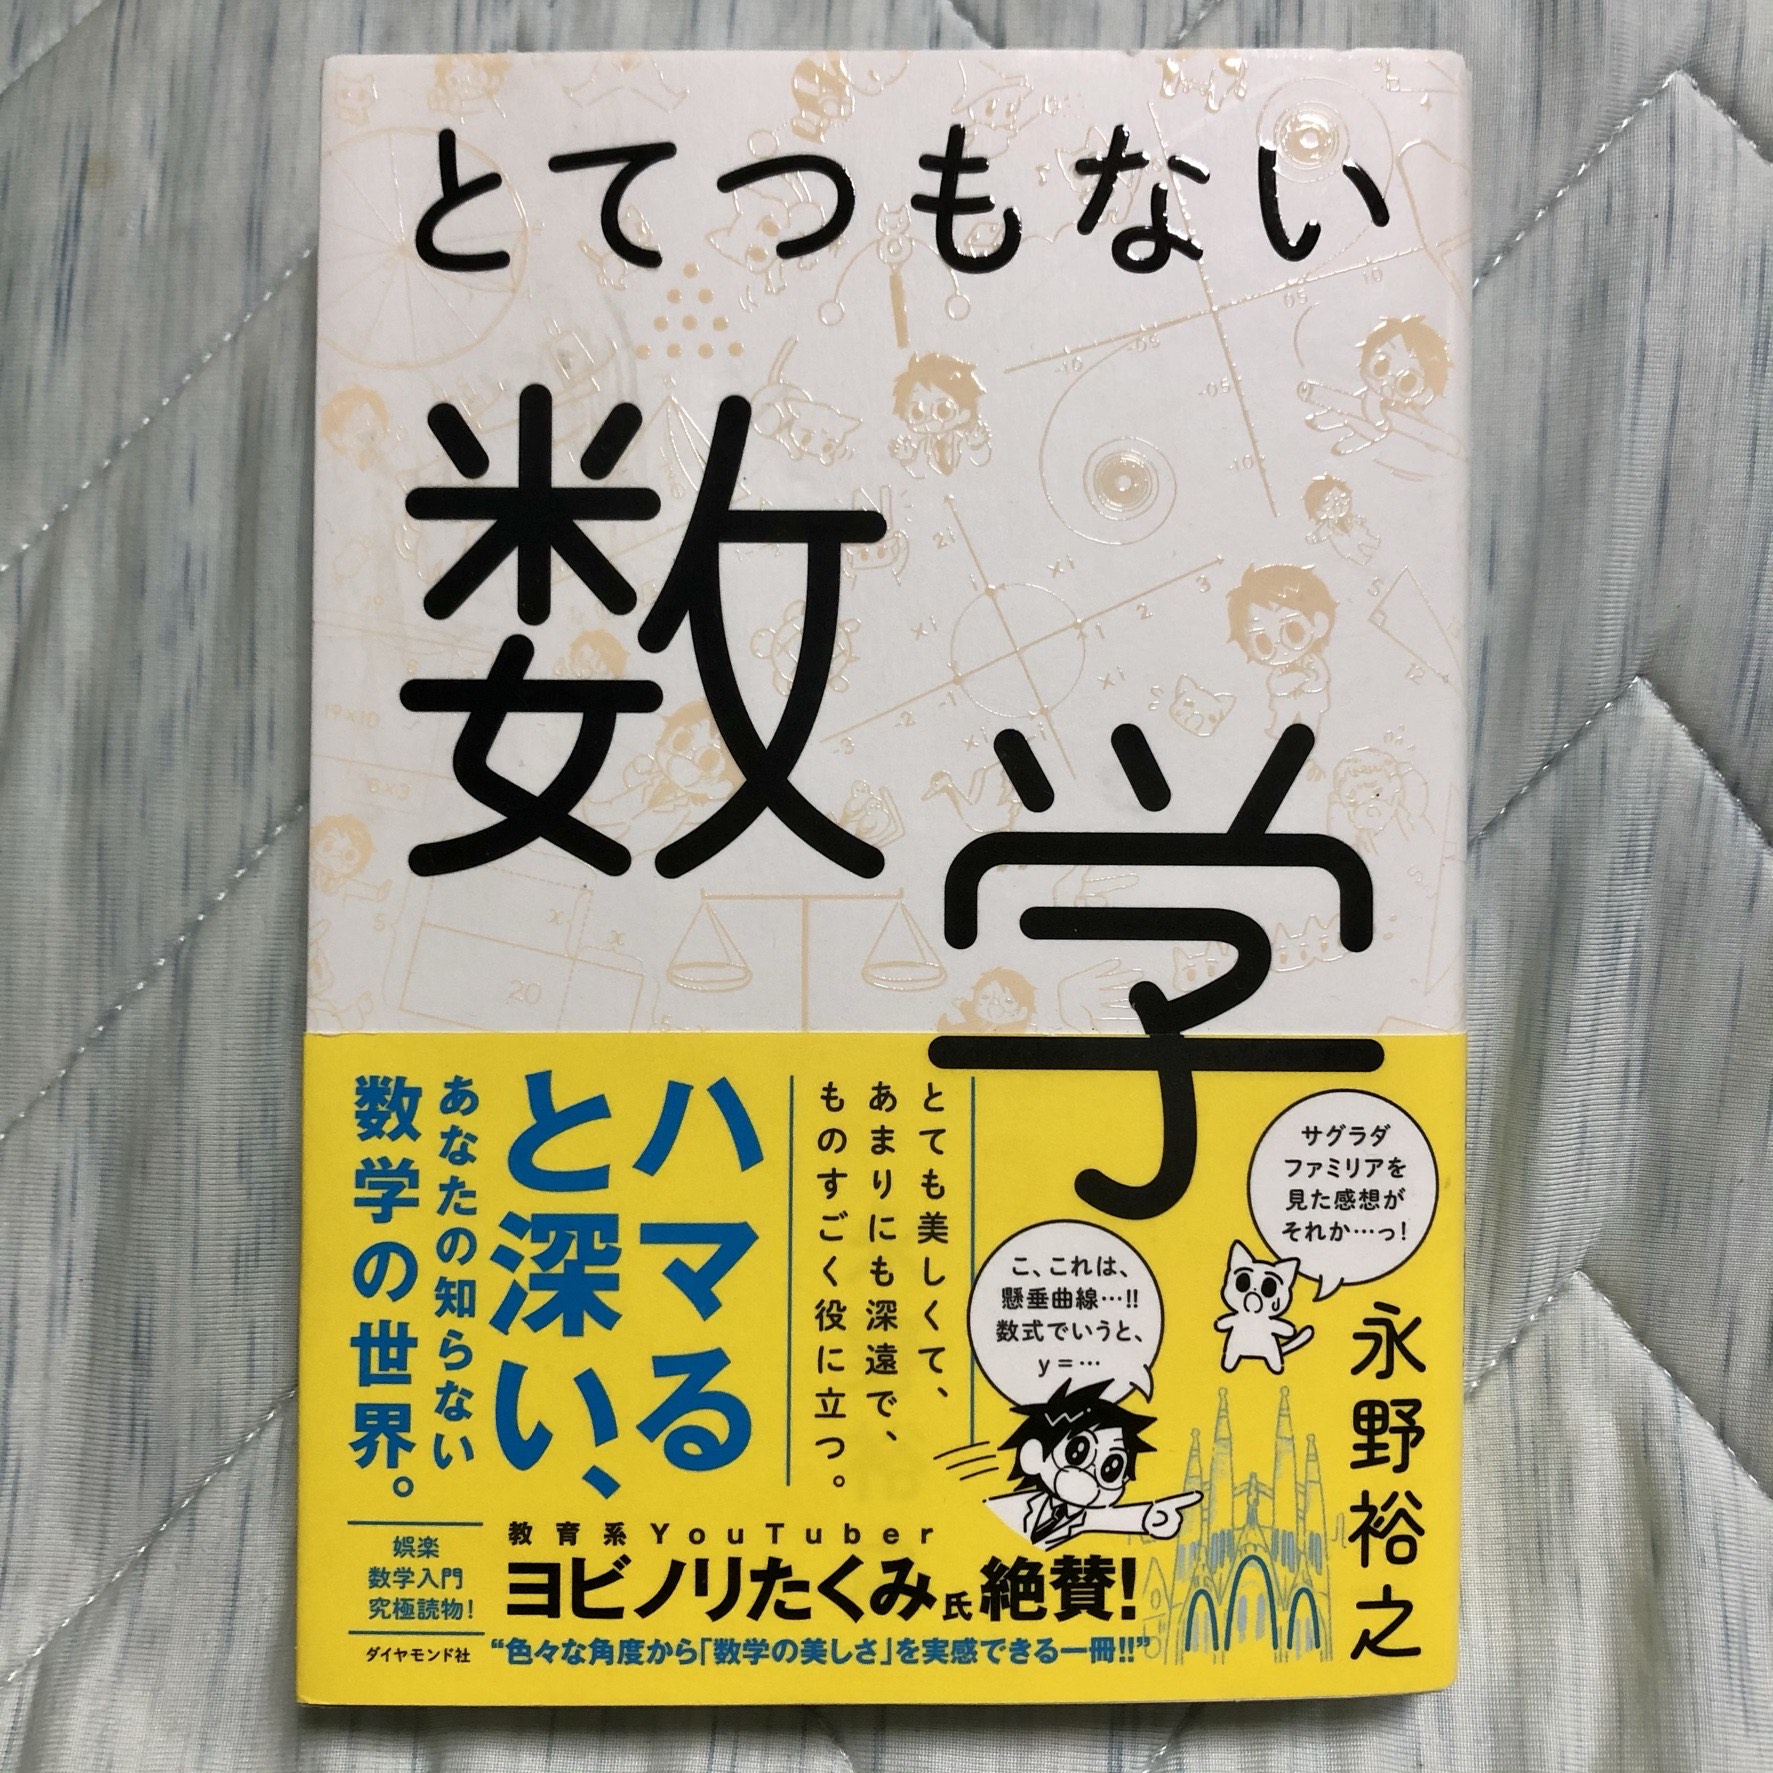 とてつもない
数学
永野裕之
サグラダ
ファミリアを
見た感想が
それか…っ!
こ、これは、
懸垂曲線…!!
数式でいうと、
y=…
とても美しくて、
あまりにも深遠で、
ものすごく役に立つ。
ハマる
と深い、
あなたの知らない
数学の世界。
教育系YouTuber
ヨビノリたくみ氏絶賛!
“色々な角度から「数学の美しさ」を実感できる一冊!!”
娯楽
数学入門
究極読物!
ダイヤモンド社